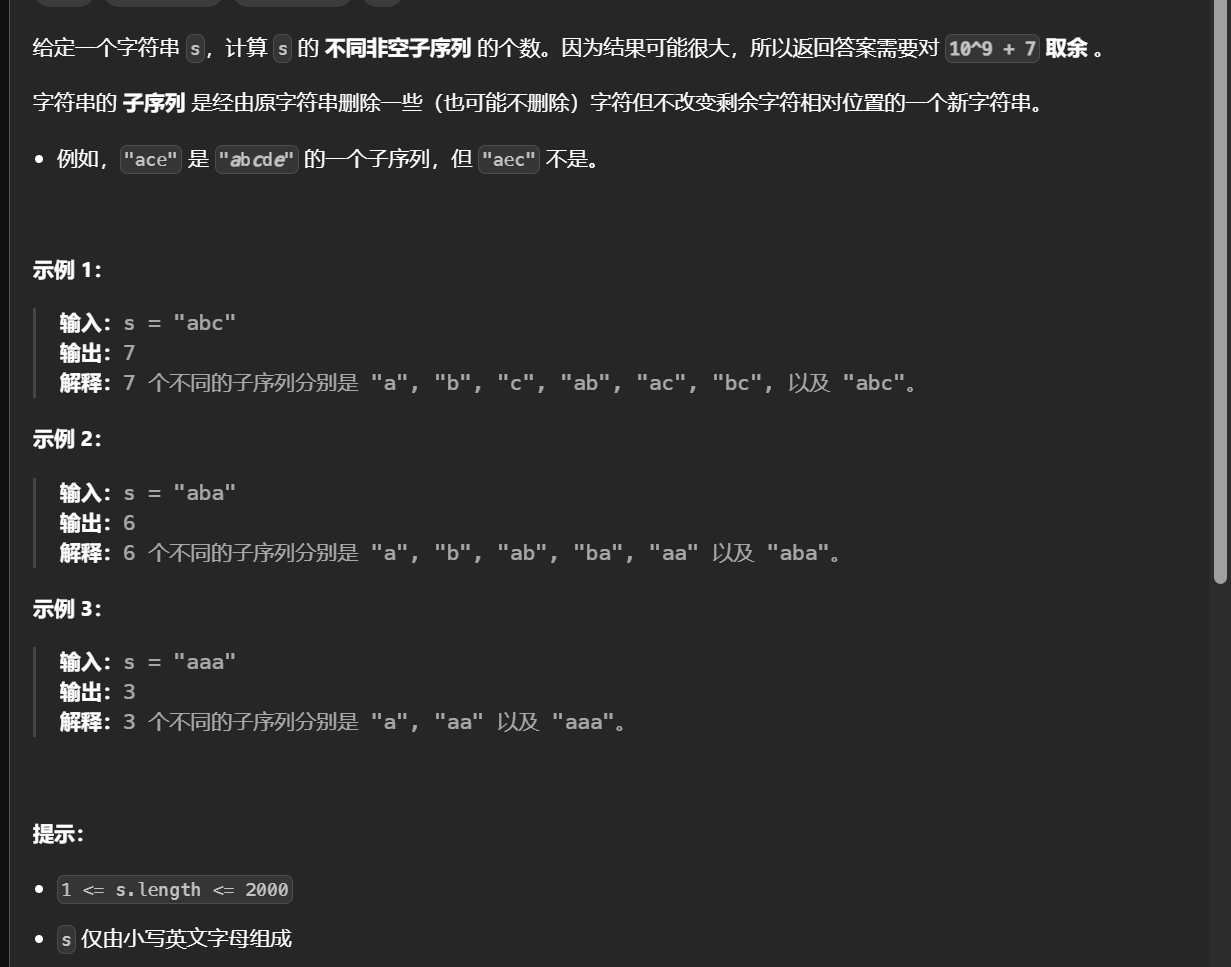 给定一个字符串 s，计算 s 的 不同非空子序列 的个数。因为结果可能很大，所以返回答案需要对 10^9 + 7 取余 。
字符串的 子序列 是经由原字符串删除一些（也可能不删除）字符但不改变剩余字符相对位置的一个新字符串。
• 例如，"ace" 是 "abcde" 的一个子序列，但 "aec" 不是。
示例 1：
输入：s = "abc"
输出：7
解释：7 个不同的子序列分别是 "a", "b", "c", "ab", "ac", "bc", 以及 "abc"。
示例 2：
输入：s = "aba"
输出：6
解释：6 个不同的子序列分别是 "a", "b", "ab", "ba", "aa" 以及 "aba"。
示例 3：
输入：s = "aaa"
输出：3
解释：3 个不同的子序列分别是 "a", "aa" 以及 "aaa"。
提示：
• 1 <= s.length <= 2000
• s 仅由小写英文字母组成